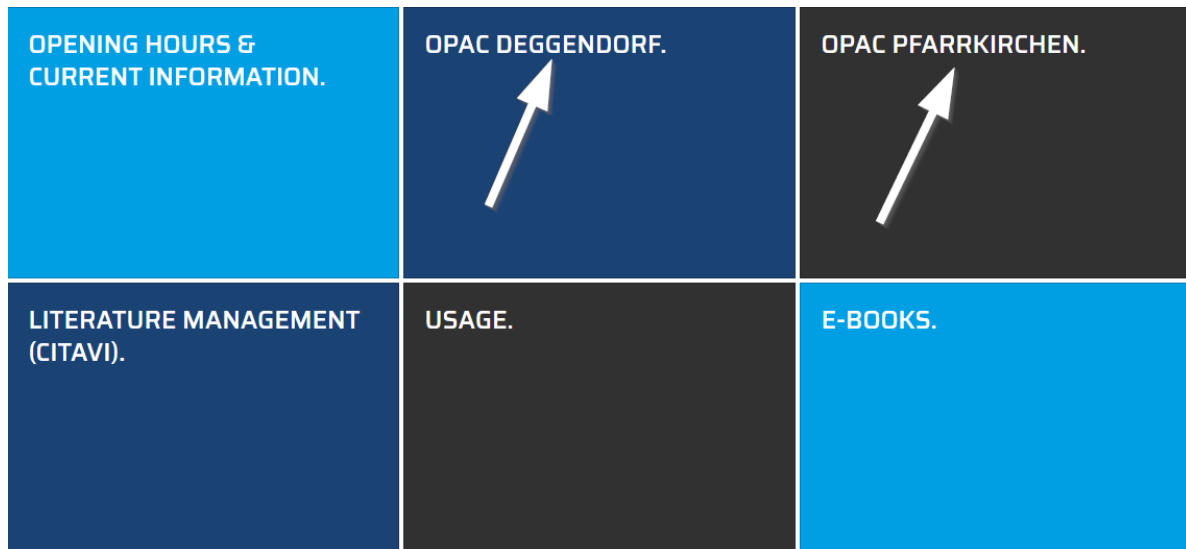 OPENING HOURS &
CURRENT INFORMATION.
OPAC DEGGENDORF.
OPAC PFARRKIRCHEN.
LITERATURE MANAGEMENT
(CITAVI).
USAGE.
E-BOOKS.